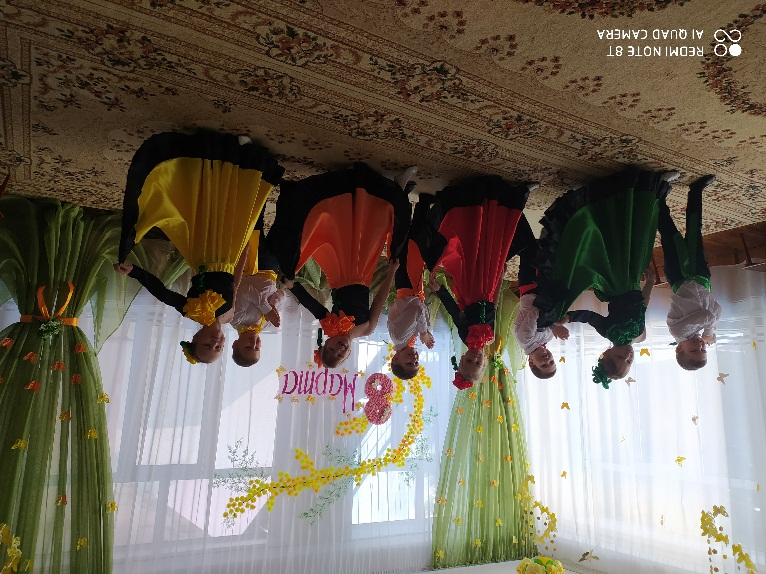 8 Марта
REDMI NOTE 8T
AI QUAD CAMERA